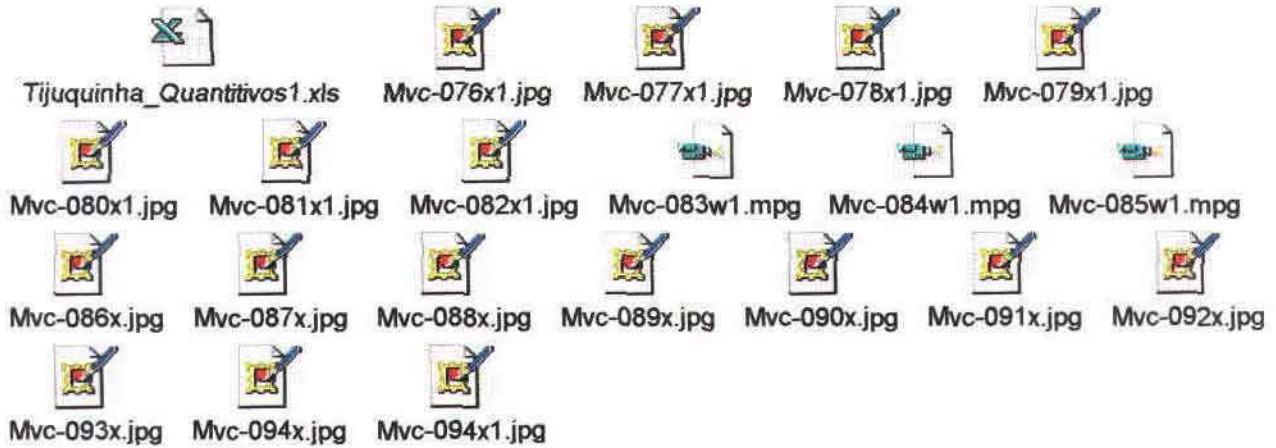 Tijuquinha_Quantitivos1.xls Mvc-076x1.jpg Mvc-077x1.jpg Mvc-078x1.jpg Mvc-079x1.jpg
Mvc-080x1.jpg Mvc-081x1.jpg Mvc-082x1.jpg Mvc-083w1.mpg Mvc-084w1.mpg Mvc-085w1.mpg
Mvc-086x.jpg Mvc-087x.jpg Mvc-088x.jpg Mvc-089x.jpg Mvc-090x.jpg Mvc-091x.jpg Mvc-092x.jpg
Mvc-093x.jpg Mvc-094x.jpg Mvc-094x1.jpg